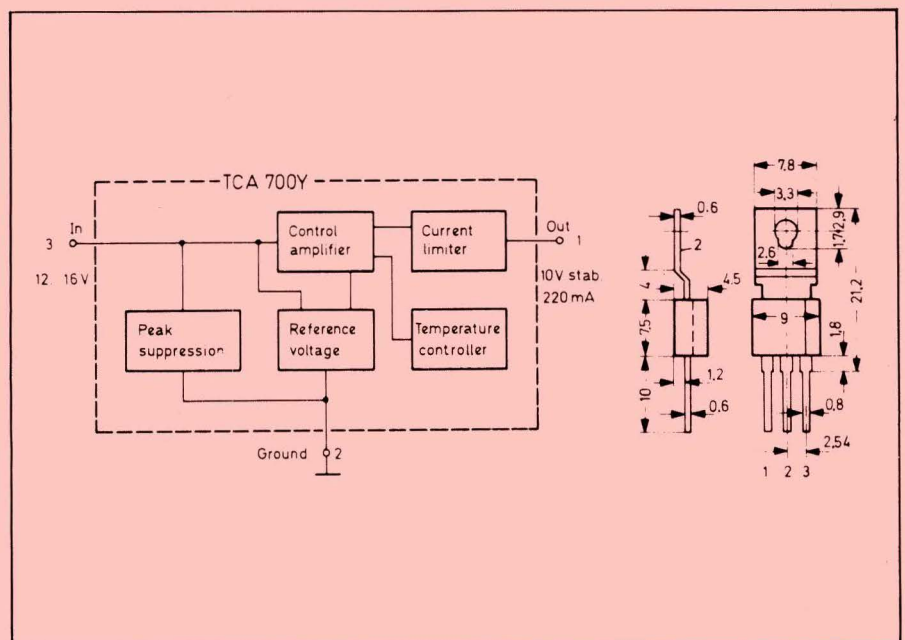 TCA 700Y
In
3
12. 16V
Control
amplifier
Current
limiter
Out
1
10V stab.
220 mA
Peak
suppression
Reference
voltage
Temperature
controller
Ground
2
0.6
2
4
4.5
7,5
1.2
10
0.6
7.8
3,3
2.6
1.7
2.9
21.2
9
1,8
0.8
2,54
1 2 3